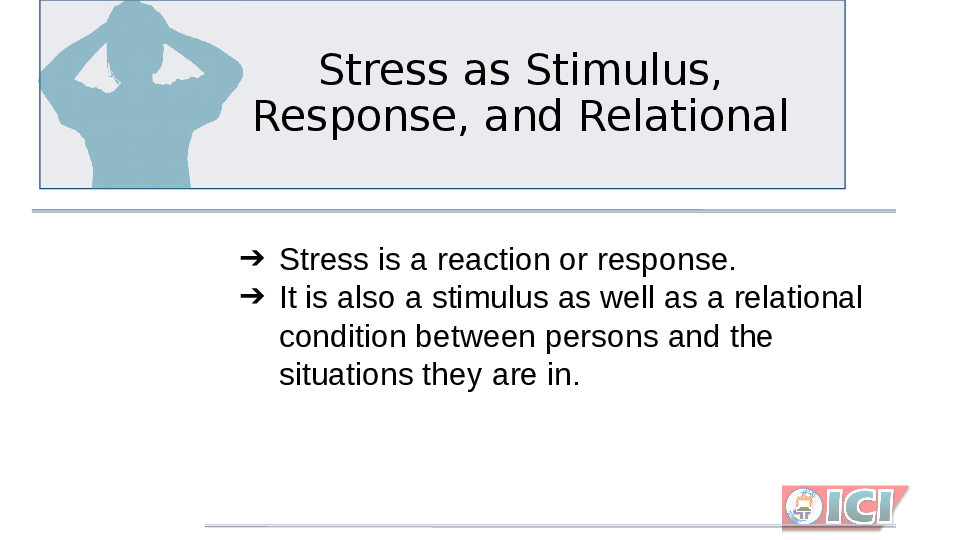 Stress as Stimulus,
Response, and Relational
➔ Stress is a reaction or response.
➔ It is also a stimulus as well as a relational
condition between persons and the
situations they are in.
ICI